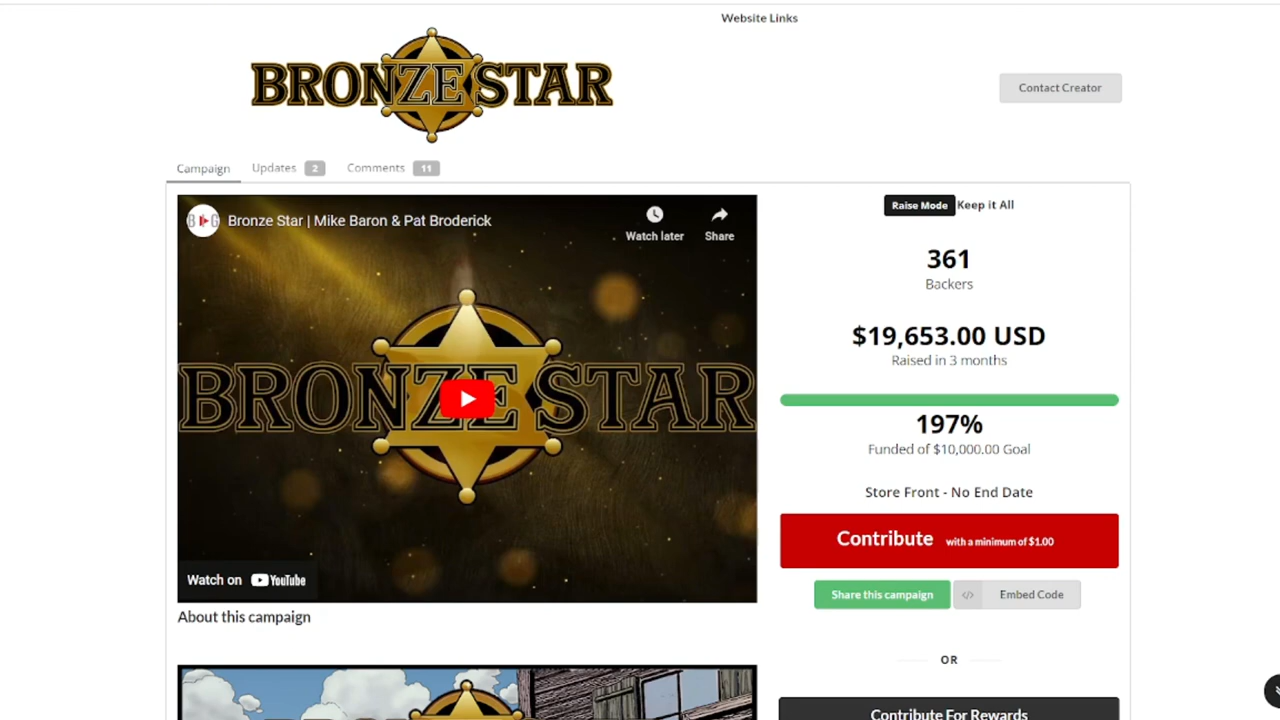 Website Links
BRONZE STAR
Contact Creator
Campaign
Updates 2
Comments 11
Bronze Star | Mike Baron & Pat Broderick
Watch later
Share
BRONZE STAR
Watch on YouTube
About this campaign
Raise Mode Keep it All
361
Backers
$19,653.00 USD
Raised in 3 months
197%
Funded of $10,000.00 Goal
Store Front - No End Date
Contribute with a minimum of $1.00
Share this campaign
</> Embed Code
OR
Contribute For Rewards